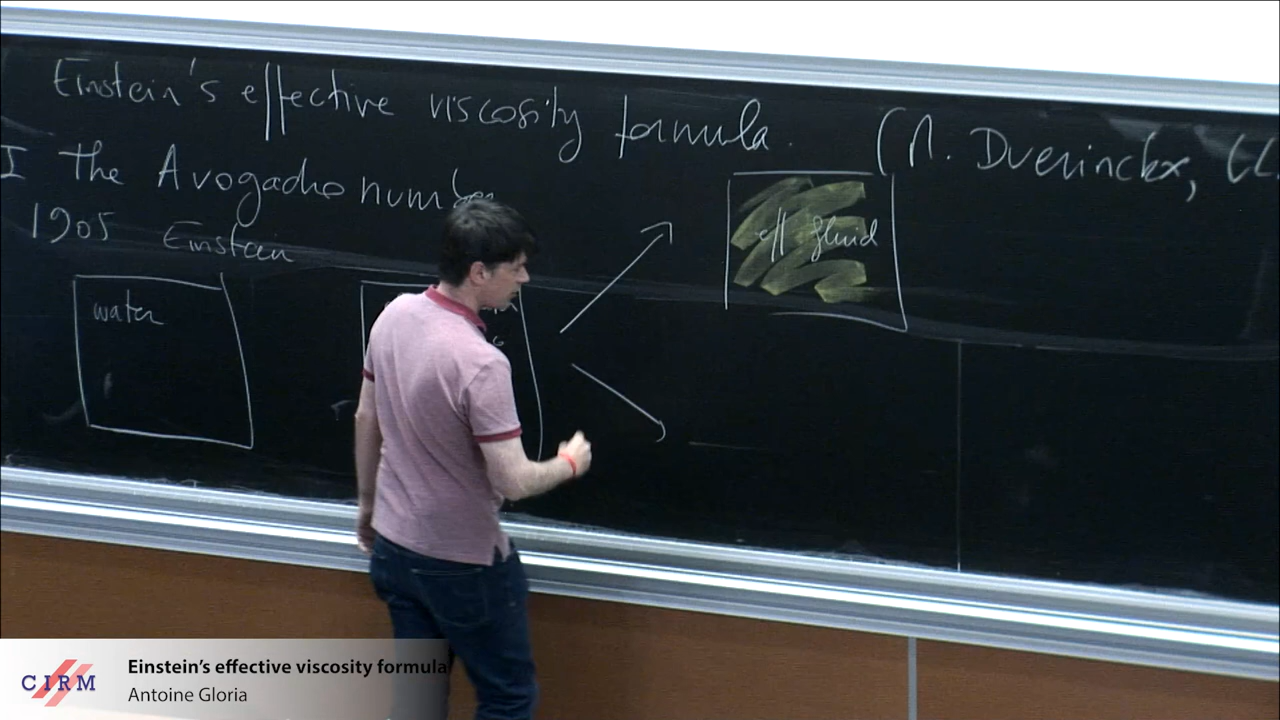 Einstein's effective viscosity formula. (M. Duerinckx,
I the Avogadro number
1905 Einstein
water
eff fluid
CIRM
Einstein's effective viscosity formula
Antoine Gloria